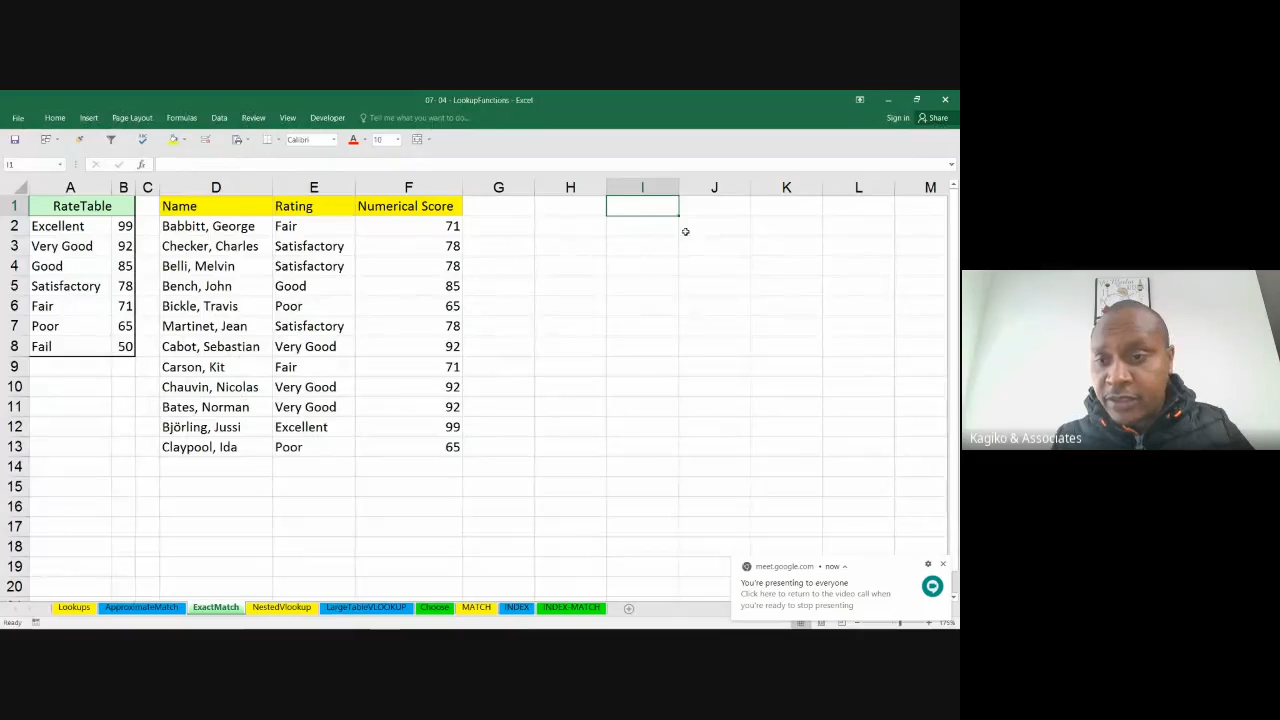 07- 04 - LookupFunctions - Excel
File Home Insert Page Layout Formulas Data Review View Developer Tell me what you want to do... Sign in Share
Calibri 10
I1
A B C D E F G H I J K L M
1 RateTable Name Rating Numerical Score
2 Excellent 99 Babbitt, George Fair 71
3 Very Good 92 Checker, Charles Satisfactory 78
4 Good 85 Belli, Melvin Satisfactory 78
5 Satisfactory 78 Bench, John Good 85
6 Fair 71 Bickle, Travis Poor 65
7 Poor 65 Martinet, Jean Satisfactory 78
8 Fail 50 Cabot, Sebastian Very Good 92
9 Carson, Kit Fair 71
10 Chauvin, Nicolas Very Good 92
11 Bates, Norman Very Good 92
12 Björling, Jussi Excellent 99
13 Claypool, Ida Poor 65
14
15
16
17
18
19
20
meet.google.com • now
You're presenting to everyone
Click here to return to the video call when
you're ready to stop presenting
Lookups ApproximateMatch ExactMatch NestedVlookup LargeTableVLOOKUP Choose MATCH INDEX INDEX-MATCH
Ready 175%
Kagiko & Associates